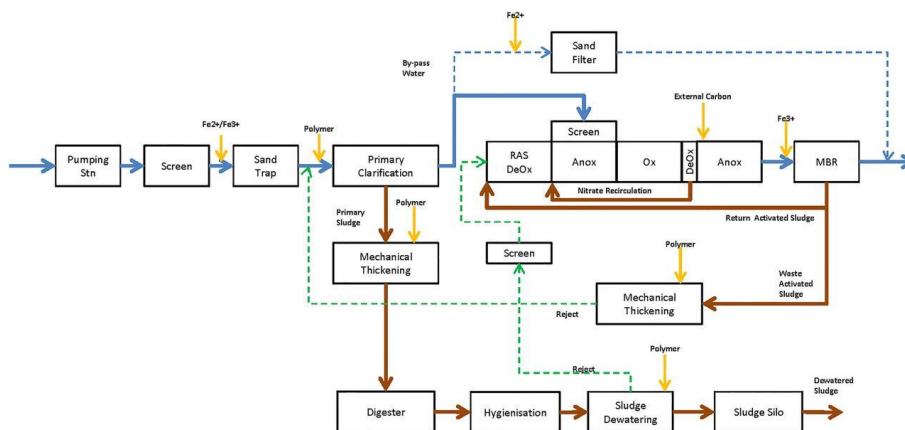 Fe2+
By-pass
Water
Sand
Filter
Fe2+/Fe3+
Polymer
External Carbon
Fe3+
Pumping
Stn
Screen
Sand
Trap
Primary
Clarification
Screen
RAS
DeOx
Anox
Ox
DeOx
Anox
MBR
Nitrate Recirculation
Return Activated Sludge
Primary
Sludge
Polymer
Mechanical
Thickening
Screen
Polymer
Waste
Activated
Sludge
Mechanical
Thickening
Reject
Reject
Polymer
Dewatered
Sludge
Digester
Hygienisation
Sludge
Dewatering
Sludge Silo